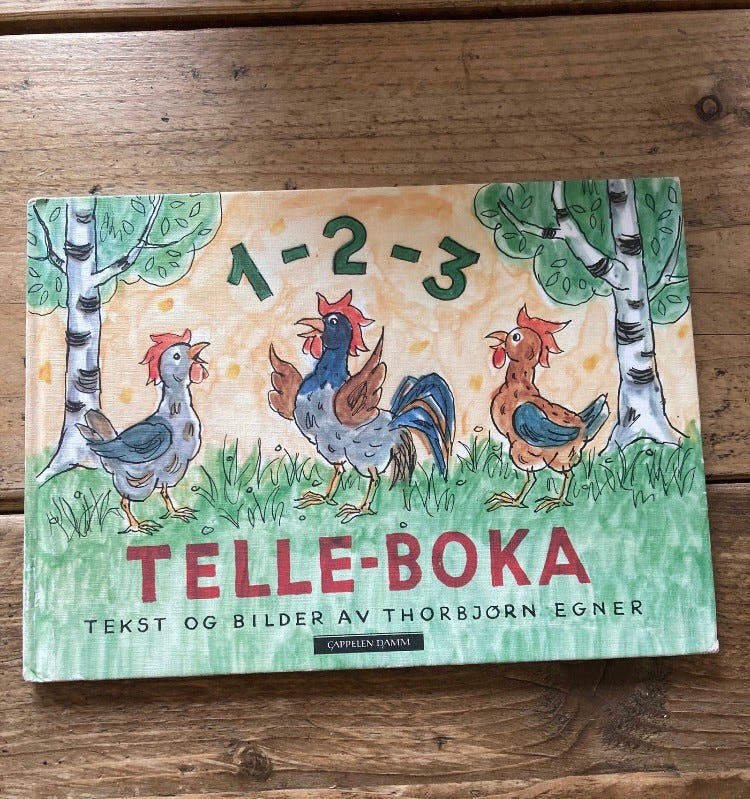 1-2-3
TELLE-BOKA
TEKST OG BILDER AV THORBJØRN EGNER
CAPPELEN DAMM